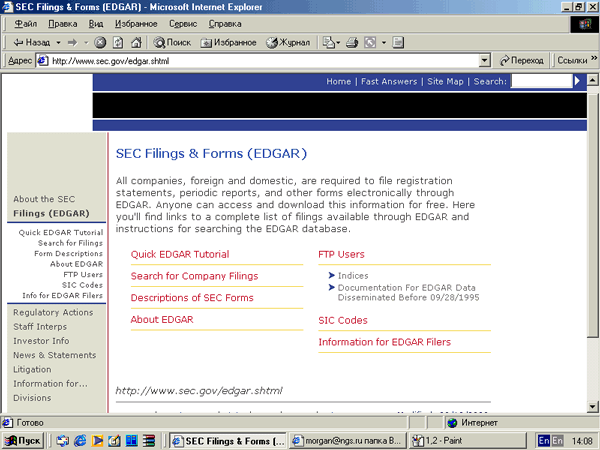 SEC Filings & Forms (EDGAR) - Microsoft Internet Explorer
Файл Правка Вид Избранное Сервис Справка
Назад Поиск Избранное Журнал
Адрес http://www.sec.gov/edgar.shtml Переход Ссылки »
Home | Fast Answers | Site Map | Search:
About the SEC
Filings (EDGAR)
Quick EDGAR Tutorial
Search for Filings
Form Descriptions
About EDGAR
FTP Users
SIC Codes
Info for EDGAR Filers
Regulatory Actions
Staff Interps
Investor Info
News & Statements
Litigation
Information for...
Divisions
SEC Filings & Forms (EDGAR)
All companies, foreign and domestic, are required to file registration
statements, periodic reports, and other forms electronically through
EDGAR. Anyone can access and download this information for free. Here
you'll find links to a complete list of filings available through EDGAR and
instructions for searching the EDGAR database.
Quick EDGAR Tutorial
Search for Company Filings
Descriptions of SEC Forms
About EDGAR
FTP Users
Indices
Documentation For EDGAR Data
Disseminated Before 09/28/1995
SIC Codes
Information for EDGAR Filers
http://www.sec.gov/edgar.shtml
Готово Интернет
Пуск SEC Filings & Forms (... morgan@ngs.ru папка В... 1,2 - Paint En En 14:08